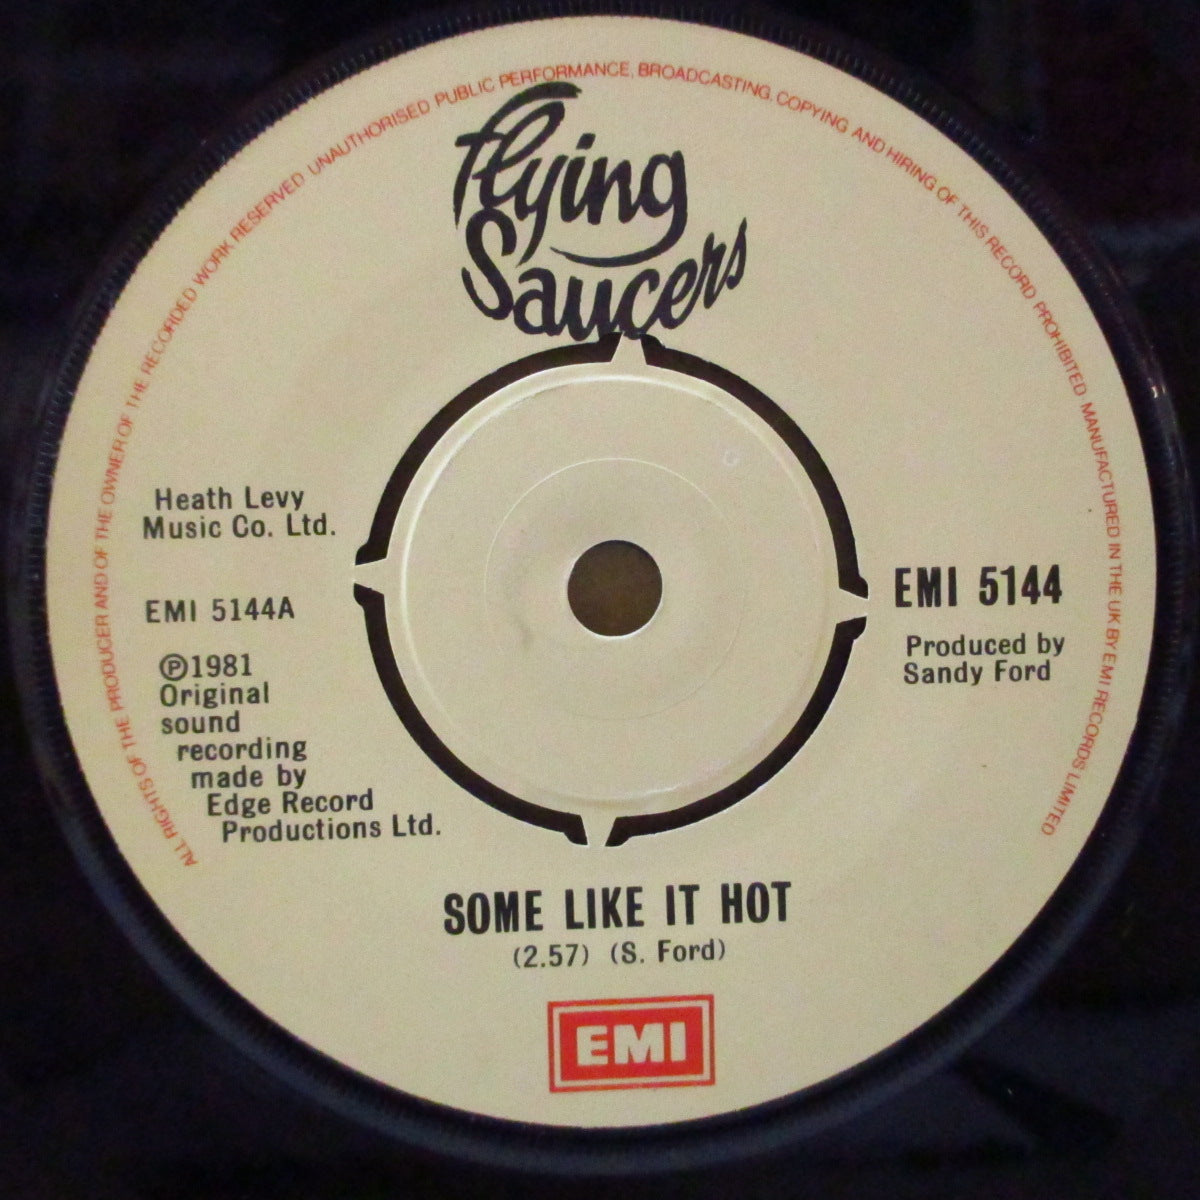 ALL RIGHTS OF THE PRODUCER AND OF THE OWNER OF THE RECORDED WORK RESERVED UNAUTHORISED PUBLIC PERFORMANCE, BROADCASTING, COPYING AND HIRING OF THIS RECORD PROHIBITED MANUFACTURED IN THE UK BY EMI RECORDS LIMITED
Flying
Saucers
Heath Levy
Music Co. Ltd.
EMI 5144A
℗1981
Original
sound
recording
made by
Edge Record
Productions Ltd.
EMI 5144
Produced by
Sandy Ford
SOME LIKE IT HOT
(2.57) (S. Ford)
EMI